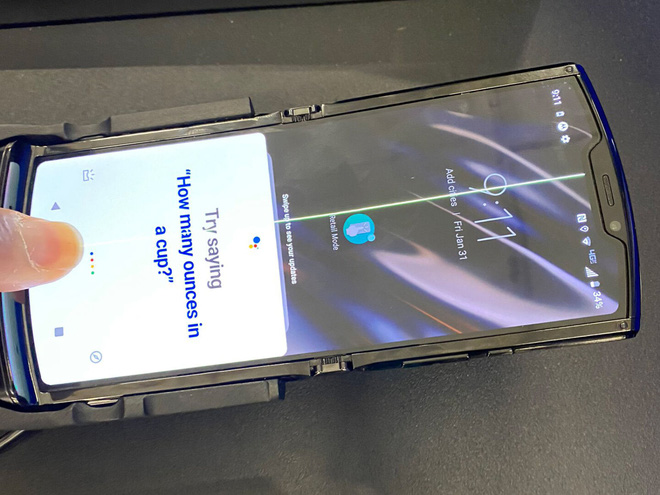 9:11
4G
34%
9:11
Add cities | Fri Jan 31
Retail Mode
Swipe up to see your updates
Try saying
"How many ounces in
a cup?"